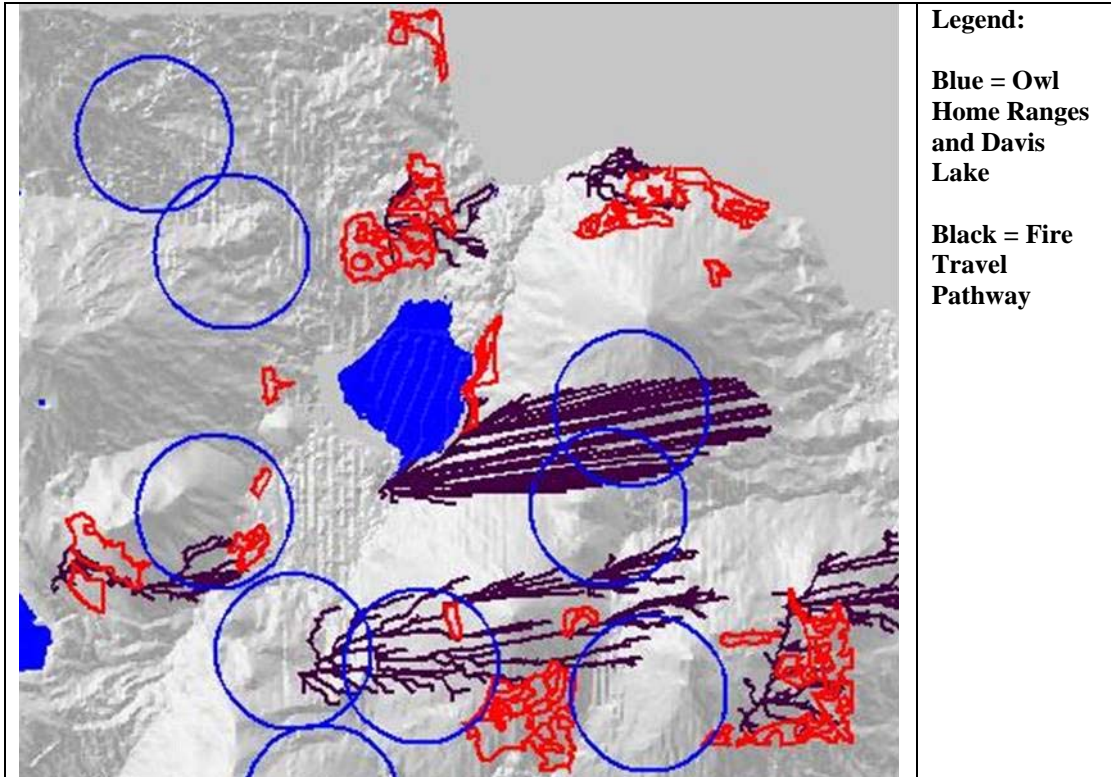 Legend:
Blue = Owl
Home Ranges
and Davis
Lake
Black = Fire
Travel
Pathway